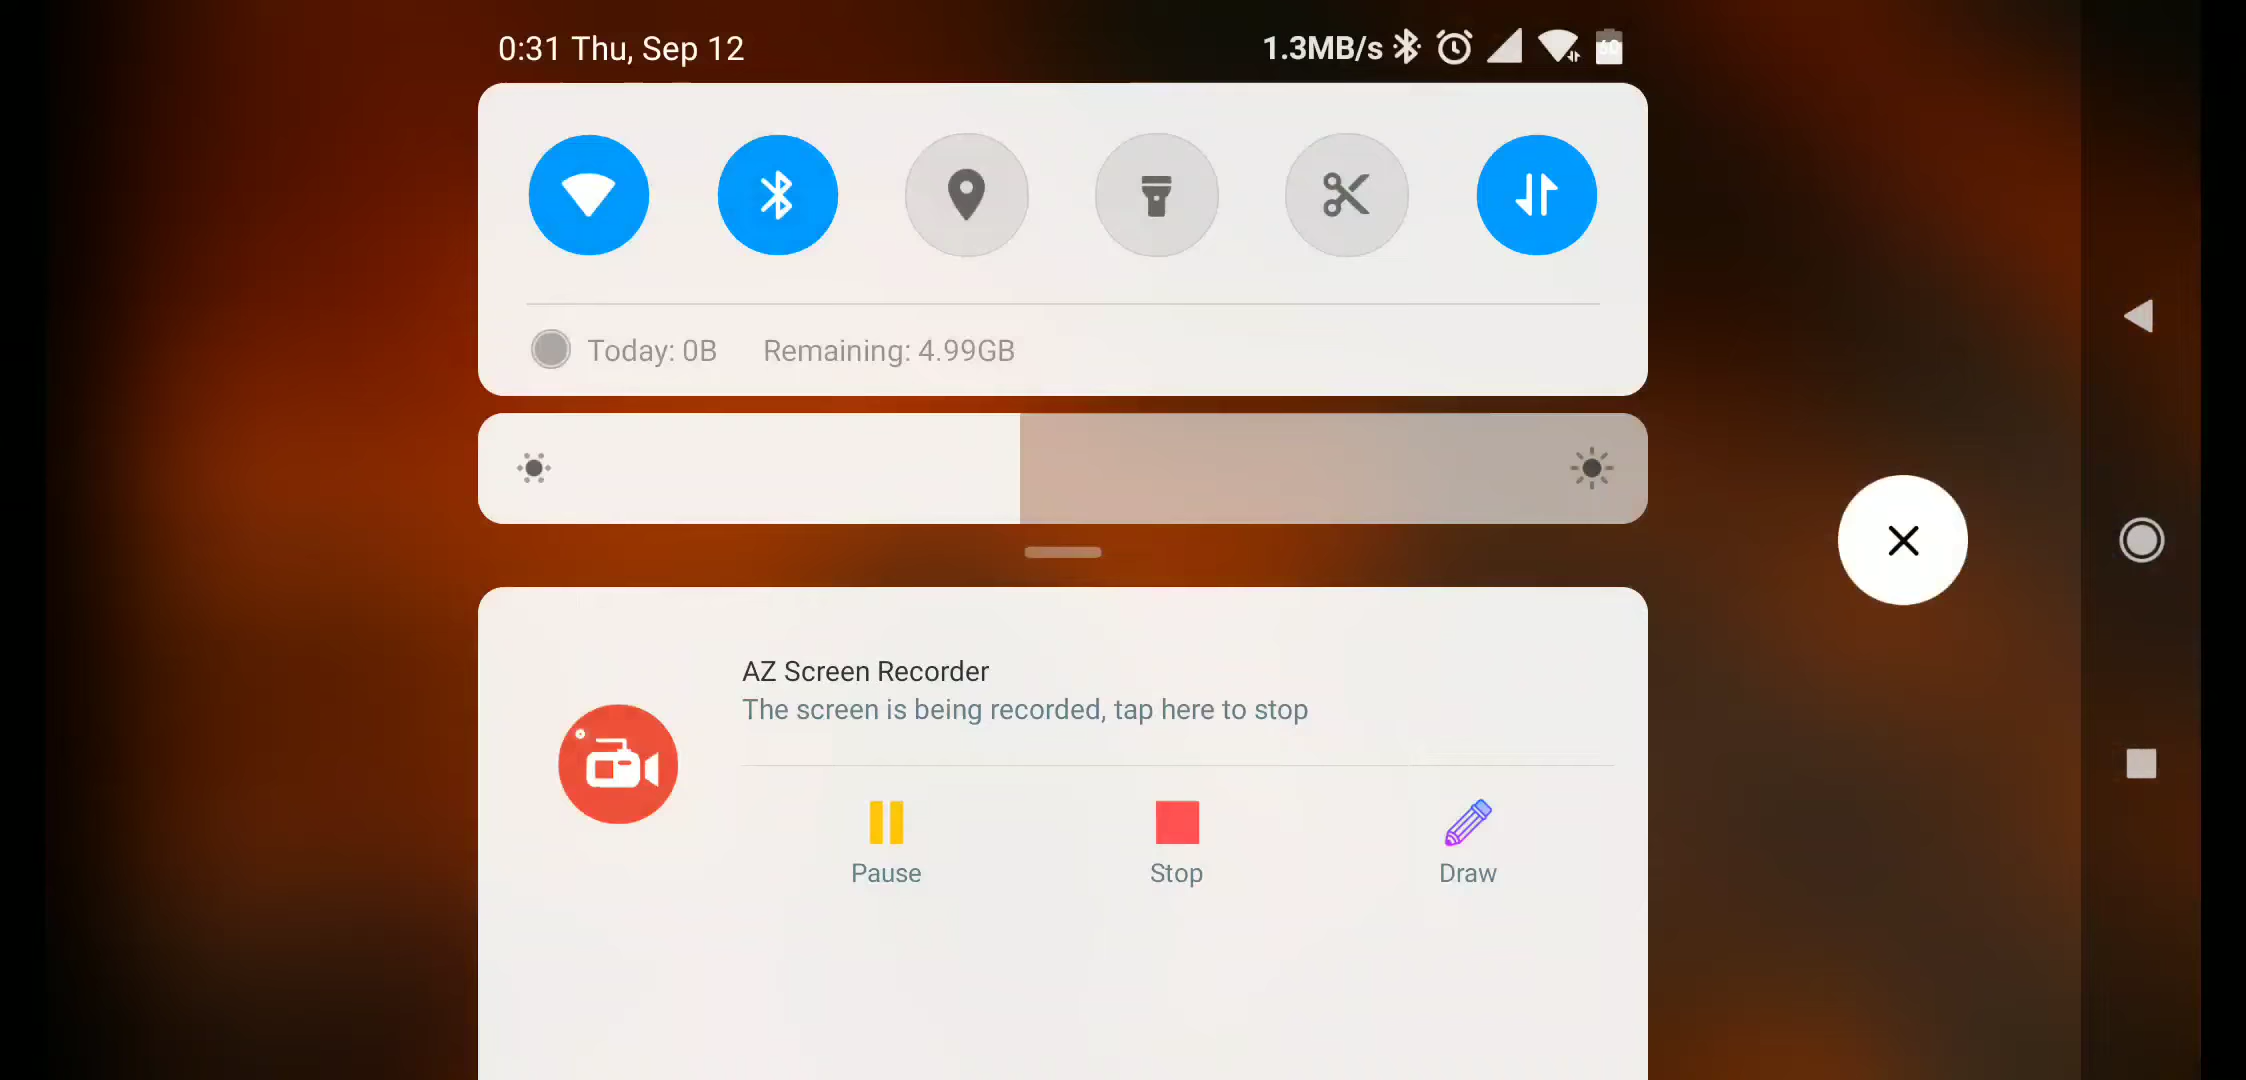 0:31 Thu, Sep 12
1.3MB/s
60
Today: 0B Remaining: 4.99GB
AZ Screen Recorder
The screen is being recorded, tap here to stop
Pause Stop Draw